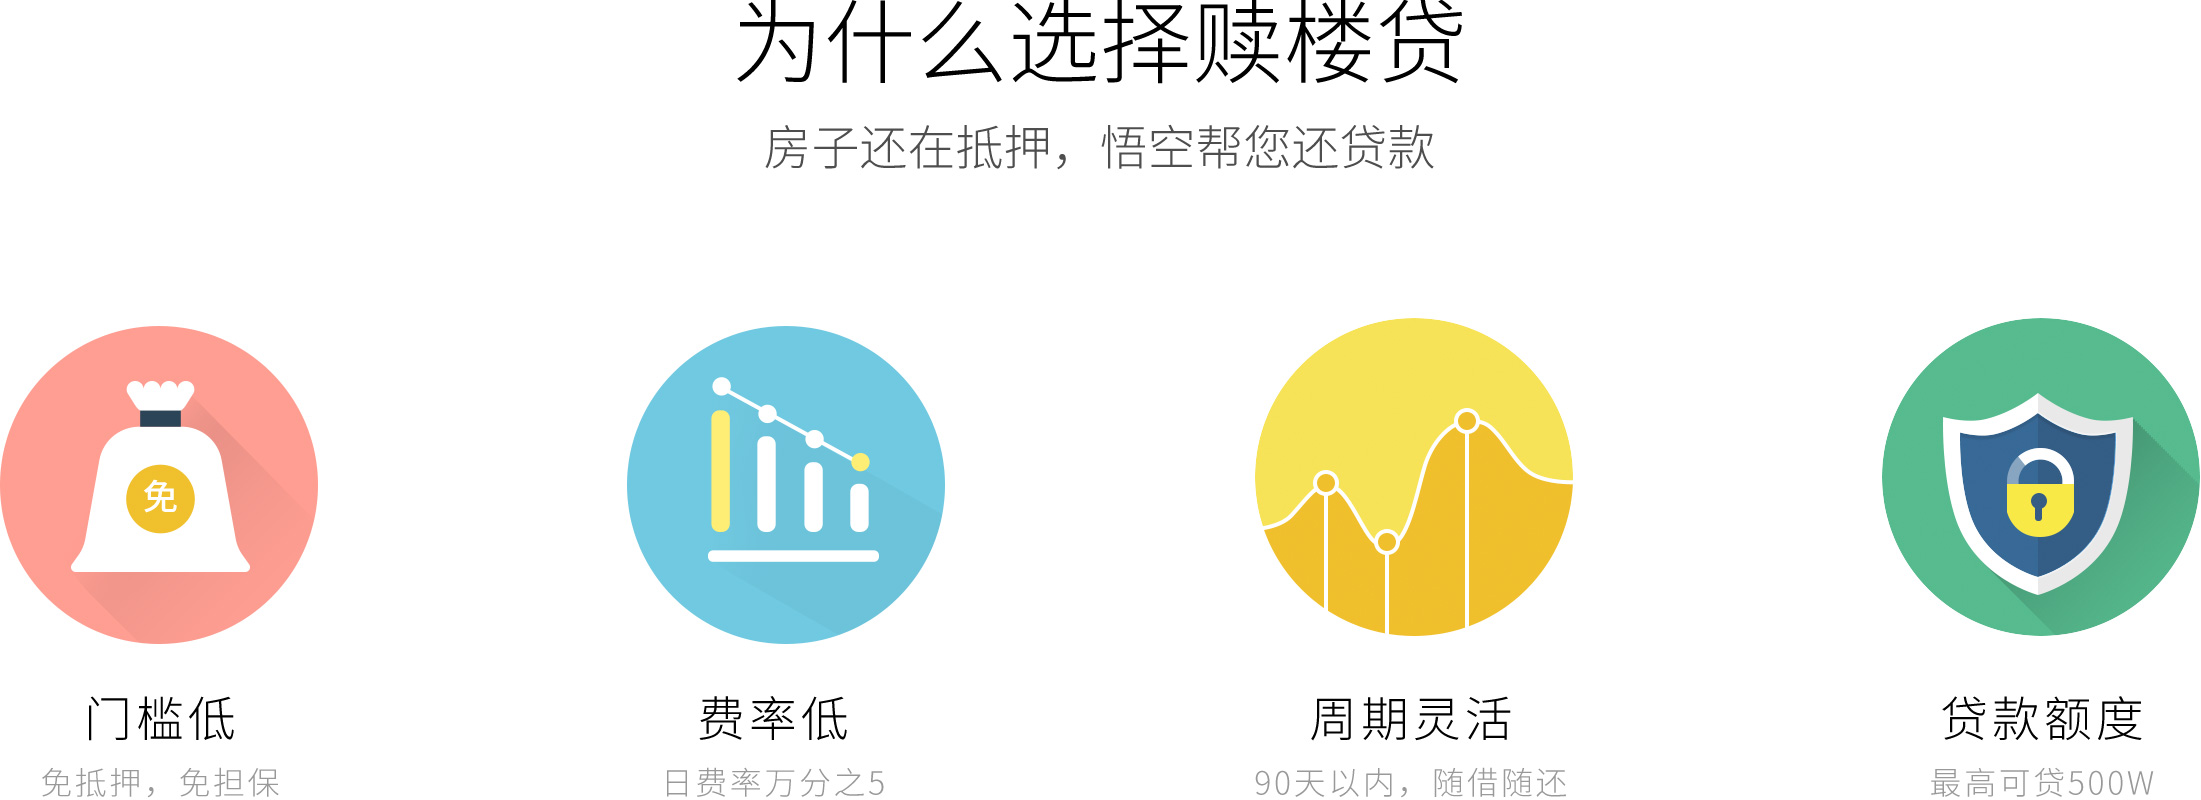 为什么选择赎楼贷
房子还在抵押，悟空帮您还贷款
免
门槛低
费率低
周期灵活
贷款额度
免抵押，免担保
日费率万分之5
90天以内，随借随还
最高可贷500W